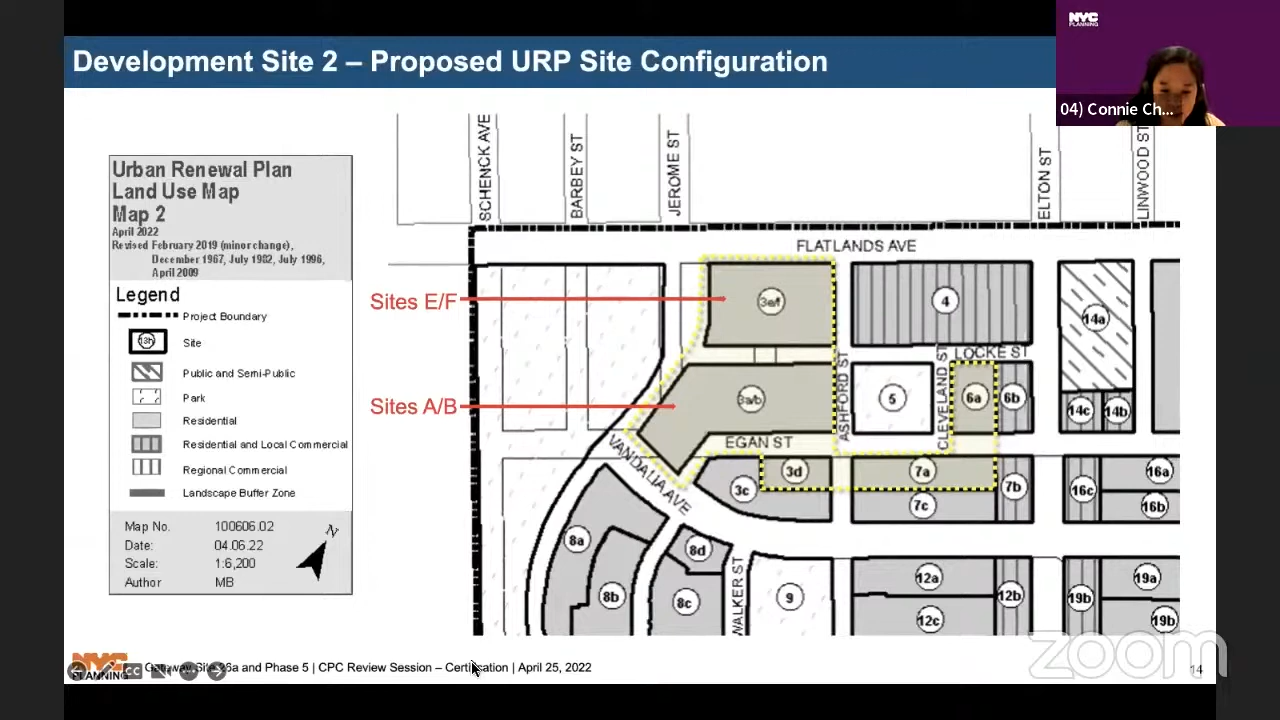 NYC
PLANNING
04) Connie Ch...
Development Site 2 – Proposed URP Site Configuration
Urban Renewal Plan
Land Use Map
Map 2
April 2022
Revised February 2019 (minor change),
December 1967, July 1982, July 1996,
April 2009
Legend
Project Boundary
Site
Public and Semi-Public
Park
Residential
Residential and Local Commercial
Regional Commercial
Landscape Buffer Zone
Map No. 100606.02
Date: 04.06.22
Scale: 1:6,200
Author MB
N
SCHENCK AVE
BARBEY ST
JEROME ST
ELTON ST
LINWOOD ST
FLATLANDS AVE
Sites E/F
3e/f
4
14a
LOCKE ST
Sites A/B
3a/b
ASHFORD ST
5
CLEVELAND ST
6a
6b
14c
14b
EGAN ST
VANDALIA AVE
3d
7a
16a
3c
7b
16c
7c
16b
8a
8d
WALKER ST
12a
19a
8b
8c
9
12b
19b
12c
19b
zoom
NYC
PLANNING
CC
Gateway Site 26a and Phase 5 | CPC Review Session – Certification | April 25, 2022
14